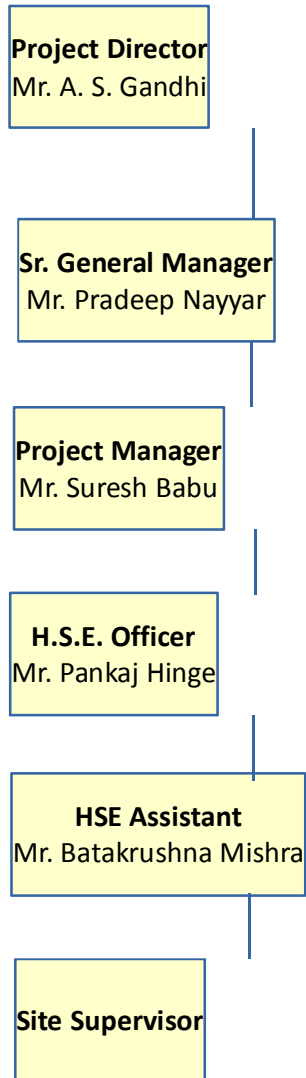 Project Director
Mr. A. S. Gandhi
Sr. General Manager
Mr. Pradeep Nayyar
Project Manager
Mr. Suresh Babu
H.S.E. Officer
Mr. Pankaj Hinge
HSE Assistant
Mr. Batakrushna Mishra
Site Supervisor